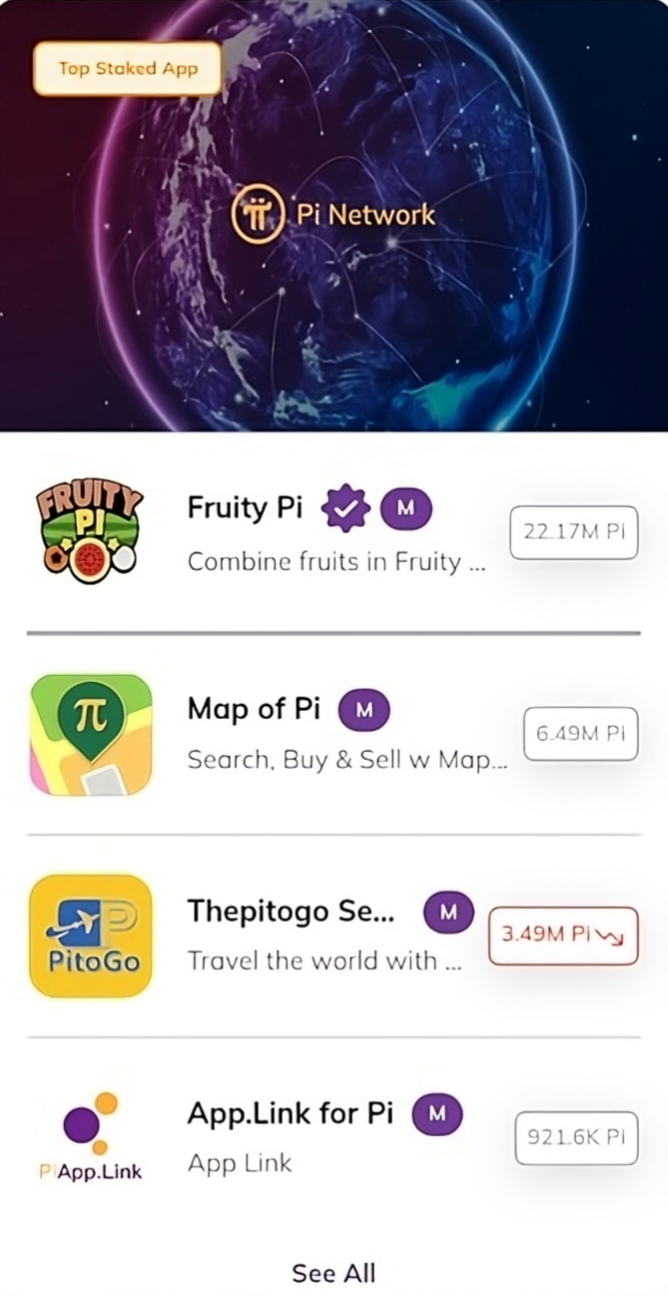 Top Staked App
Pi Network
FRUITY
PI
Fruity Pi
M
22.17M Pi
Combine fruits in Fruity ...
π
Map of Pi
M
6.49M Pi
Search, Buy & Sell w Map...
P
PitoGo
Thepitogo Se...
M
3.49M Pi
Travel the world with ...
PiApp.Link
App.Link for Pi
M
921.6K Pi
App Link
See All